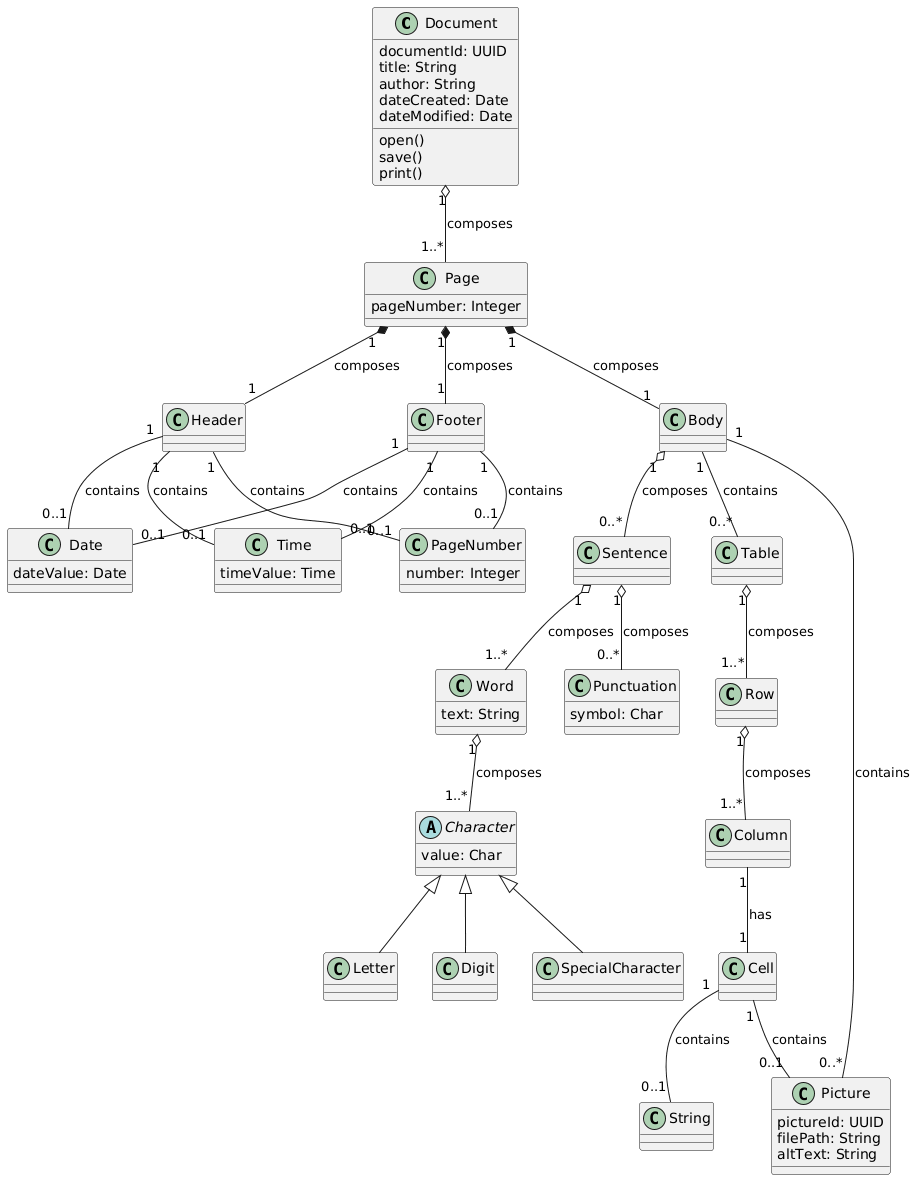 C Document
documentId: UUID
title: String
author: String
dateCreated: Date
dateModified: Date
open()
save()
print()
1
composes
1..*
C Page
pageNumber: Integer
1 1 1
composes composes composes
1 1 1
C Header
C Footer
C Body
1 1 1
1 1 1
1 1 1
contains contains contains contains contains contains composes contains
0..1 0..1 0..1 0..1 0..1 0..1 0..* 0..*
C Date
dateValue: Date
C Time
timeValue: Time
C PageNumber
number: Integer
C Sentence
C Table
1 1 1
composes composes composes
1..* 0..* 1..*
C Word
text: String
C Punctuation
symbol: Char
C Row
1 1
composes composes contains
1..* 1..*
A Character
value: Char
C Column
1
has
1
C Letter
C Digit
C SpecialCharacter
C Cell
1 1
contains contains
0..1 0..1 0..*
C String
C Picture
pictureId: UUID
filePath: String
altText: String